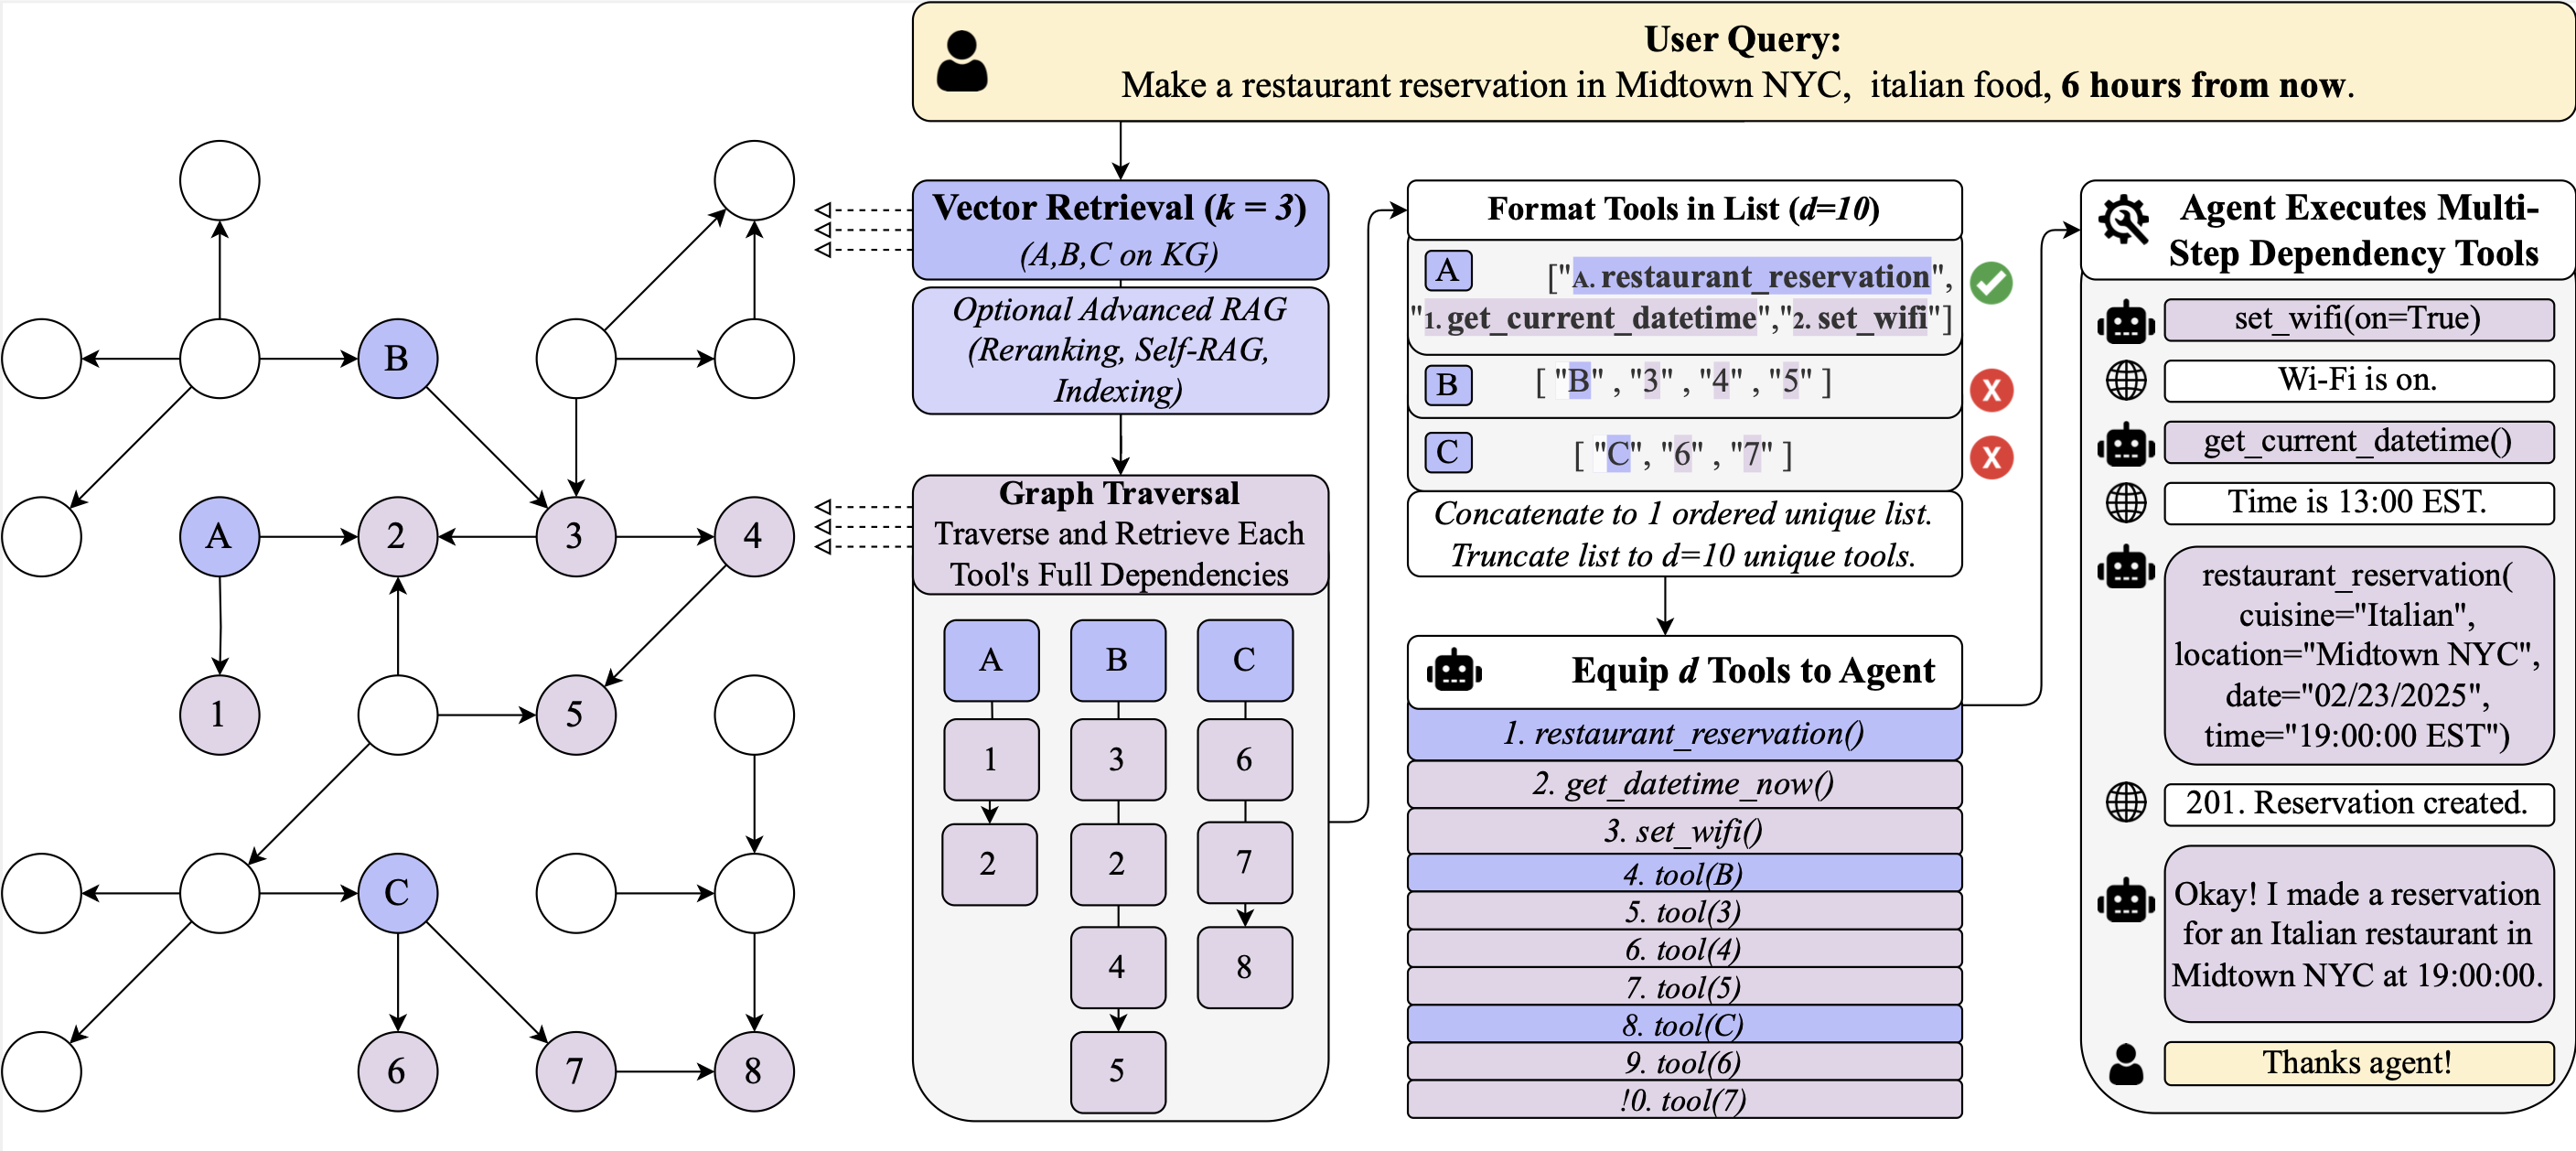 User Query:
Make a restaurant reservation in Midtown NYC, italian food, 6 hours from now.
B
A
2
3
4
1
5
C
6
7
8
Vector Retrieval (k = 3)
(A,B,C on KG)
Optional Advanced RAG
(Reranking, Self-RAG,
Indexing)
Graph Traversal
Traverse and Retrieve Each
Tool's Full Dependencies
A B C
1 3 6
2 2 7
4 8
5
Format Tools in List (d=10)
A ["A. restaurant_reservation",
"1. get_current_datetime","2. set_wifi"]
B [ "B" , "3" , "4" , "5" ]
X
C [ "C", "6" , "7" ]
X
Concatenate to 1 ordered unique list.
Truncate list to d=10 unique tools.
Equip d Tools to Agent
1. restaurant_reservation()
2. get_datetime_now()
3. set_wifi()
4. tool(B)
5. tool(3)
6. tool(4)
7. tool(5)
8. tool(C)
9. tool(6)
!0. tool(7)
Agent Executes Multi-
Step Dependency Tools
set_wifi(on=True)
Wi-Fi is on.
get_current_datetime()
Time is 13:00 EST.
restaurant_reservation(
cuisine="Italian",
location="Midtown NYC",
date="02/23/2025",
time="19:00:00 EST")
201. Reservation created.
Okay! I made a reservation
for an Italian restaurant in
Midtown NYC at 19:00:00.
Thanks agent!